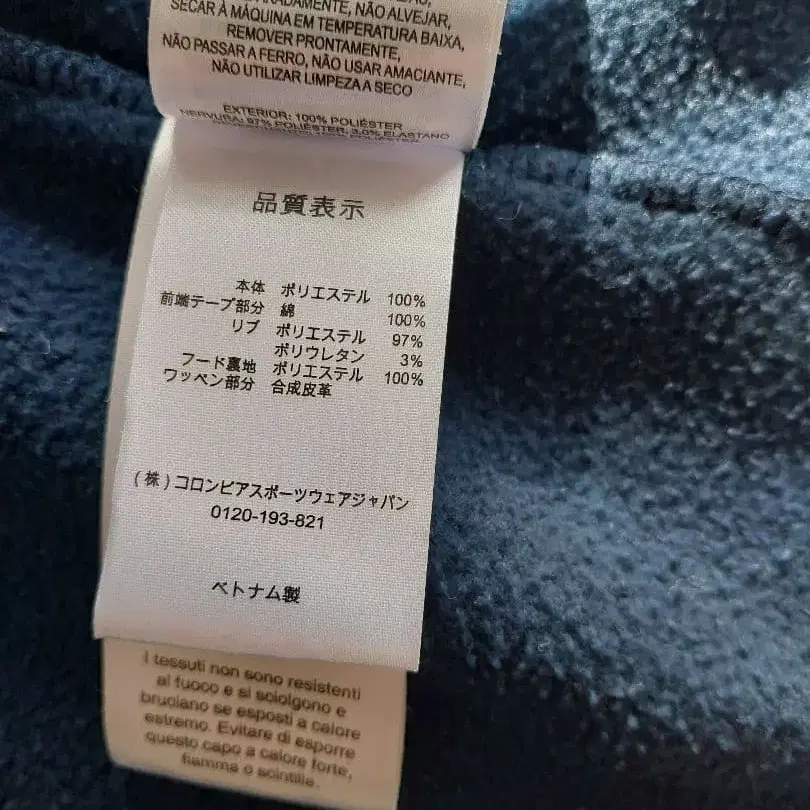 SECAR À MÁQUINA EM TEMPERATURA BAIXA,
REMOVER PRONTAMENTE,
NÃO PASSAR A FERRO, NÃO USAR AMACIANTE,
NÃO UTILIZAR LIMPEZA A SECO
EXTERIOR: 100% POLIÉSTER
NERVURA: 97% POLIÉSTER, 3.0% ELASTANO
品質表示
本体 ポリエステル 100%
前端テープ部分 綿 100%
リブ ポリエステル 97%
ポリウレタン 3%
フード裏地 ポリエステル 100%
ワッペン部分 合成皮革
(株)コロンビアスポーツウェアジャパン
0120-193-821
ベトナム製
I tessuti non sono resistenti
al fuoco e si sciolgono e
bruciano se esposti a calore
estremo. Evitare di esporre
questo capo a calore forte,
fiamma o scintille.